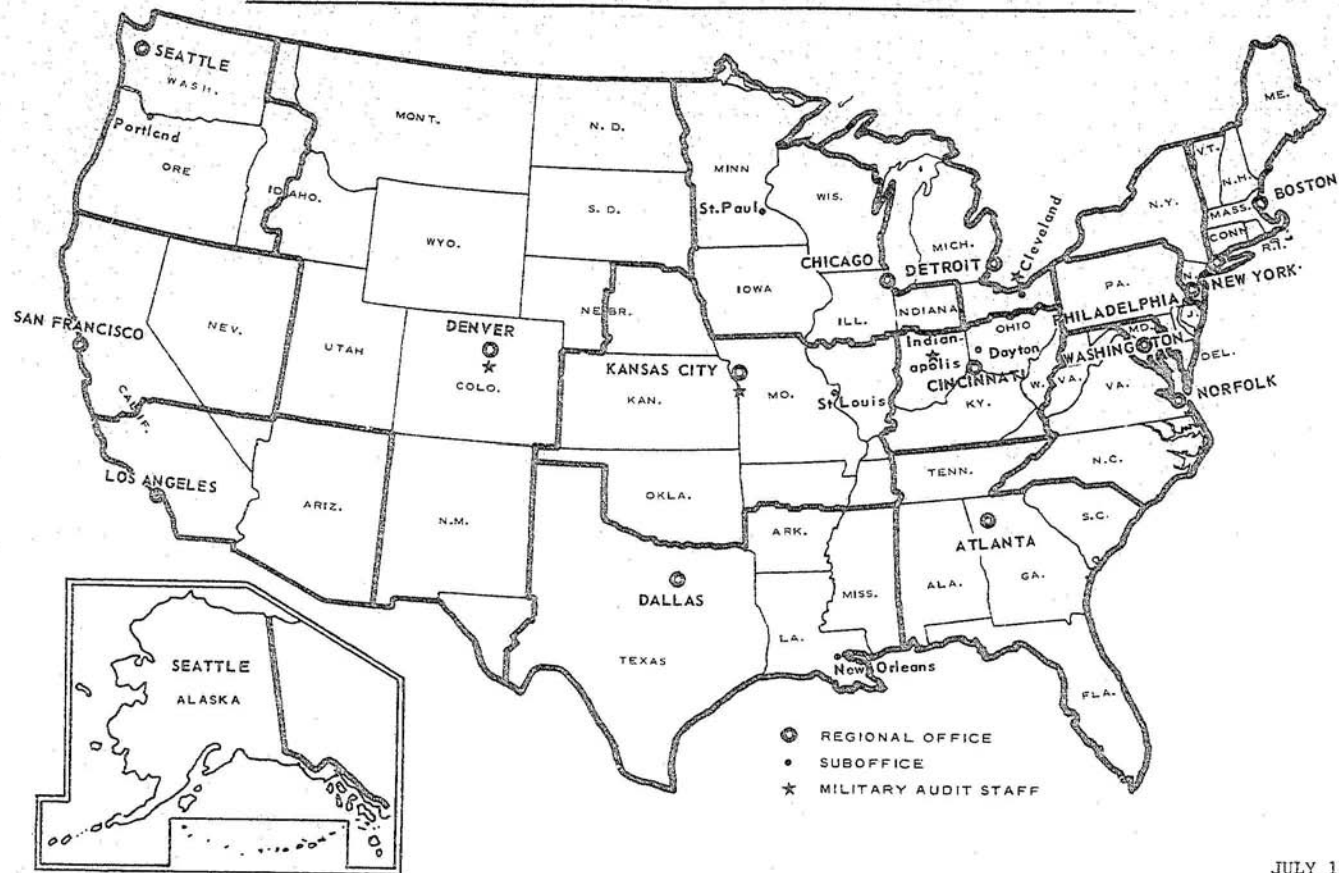 SEATTLE
WASH.
Portland
ORE
IDAHO.
MONT.
N. D.
S. D.
WYO.
NEBR.
MINN
St.Paul
WIS.
IOWA
CHICAGO
ILL.
MICH.
DETROIT
Cleveland
INDIANA
OHIO
Indian-
apolis
Dayton
CINCINNATI
N.Y.
V.T.
N.H.
ME.
BOSTON
MASS.
CONN
R.I.
PA.
N.
J.
NEW YORK
PHILADELPHIA
MD.
WASHINGTON
DEL.
W. VA.
VA.
NORFOLK
KY.
SAN FRANCISCO
NEV.
UTAH
CALIF.
DENVER
COLO.
KANSAS CITY
KAN.
MO.
St Louis
LOS ANGELES
ARIZ.
N.M.
OKLA.
ARK.
TENN.
N.C.
S.C.
ATLANTA
ALA.
GA.
MISS.
DALLAS
TEXAS
LA.
New Orleans
FLA.
SEATTLE
ALASKA
REGIONAL OFFICE
SUBOFFICE
MILITARY AUDIT STAFF
JULY 1